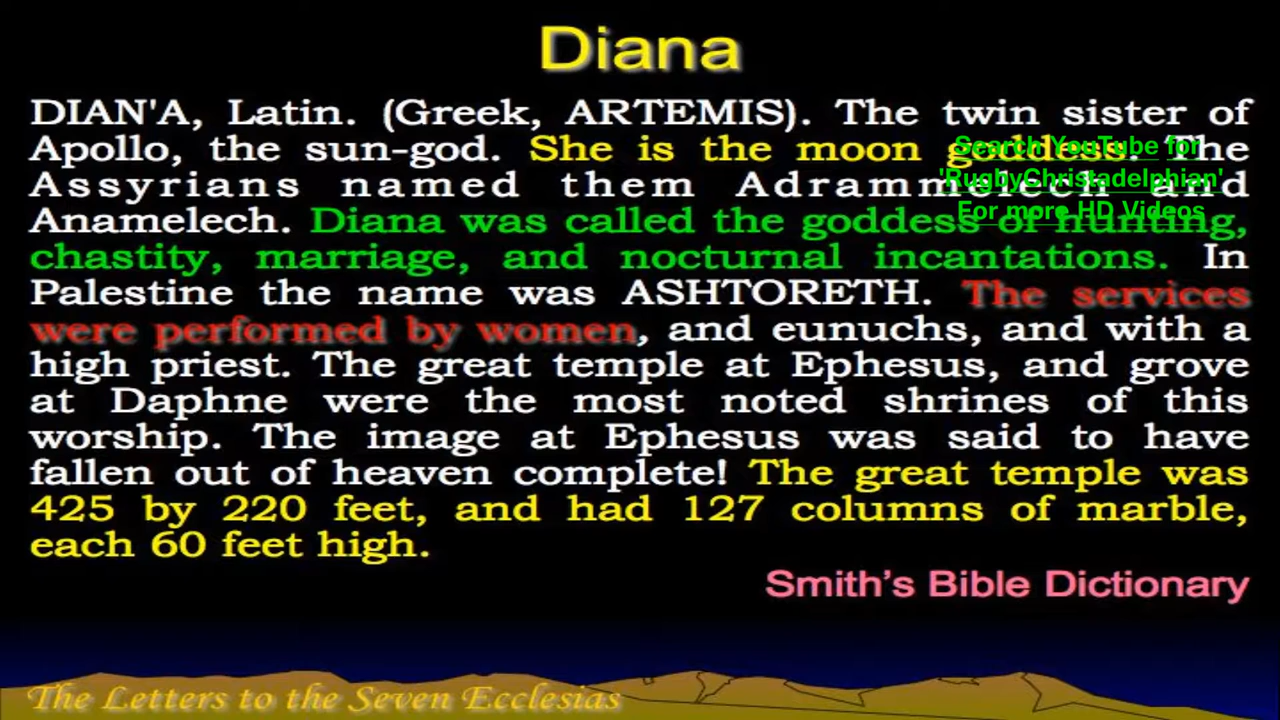 Diana
DIAN'A, Latin. (Greek, ARTEMIS). The twin sister of
Apollo, the sun-god. She is the moon goddess. The
Assyrians named them Adrammelech and
Anamelech. Diana was called the goddess of hunting,
chastity, marriage, and nocturnal incantations. In
Palestine the name was ASHTORETH. The services
were performed by women, and eunuchs, and with a
high priest. The great temple at Ephesus, and grove
at Daphne were the most noted shrines of this
worship. The image at Ephesus was said to have
fallen out of heaven complete! The great temple was
425 by 220 feet, and had 127 columns of marble,
each 60 feet high.
Smith's Bible Dictionary
Search YouTube for
'RugbyChristadelphian'
For more HD Videos
The Letters to the Seven Ecclesias